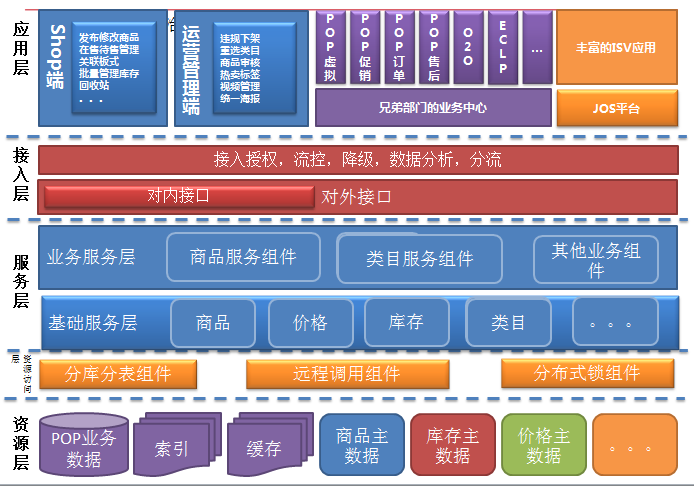 应用层
台
Shop端
发布修改商品
在售待售管理
关联板式
批量管理库存
回收站
。。。
运营管理端
违规下架
重选类目
商品审核
热卖标签
视频管理
统一海报
POP虚拟
POP促销
POP订单
POP售后
O2O
ECLP
...
兄弟部门的业务中心
丰富的ISV应用
JOS平台
接入层
接入授权，流控，降级，数据分析，分流
对内接口
对外接口
服务层
业务服务层
商品服务组件
类目服务组件
其他业务组
件
基础服务层
商品
价格
库存
类目
。。。
分库分表组件
远程调用组件
分布式锁组件
资源层
POP业务
数据
索引
缓存
商品主
数据
库存主
数据
价格主
数据
。。。